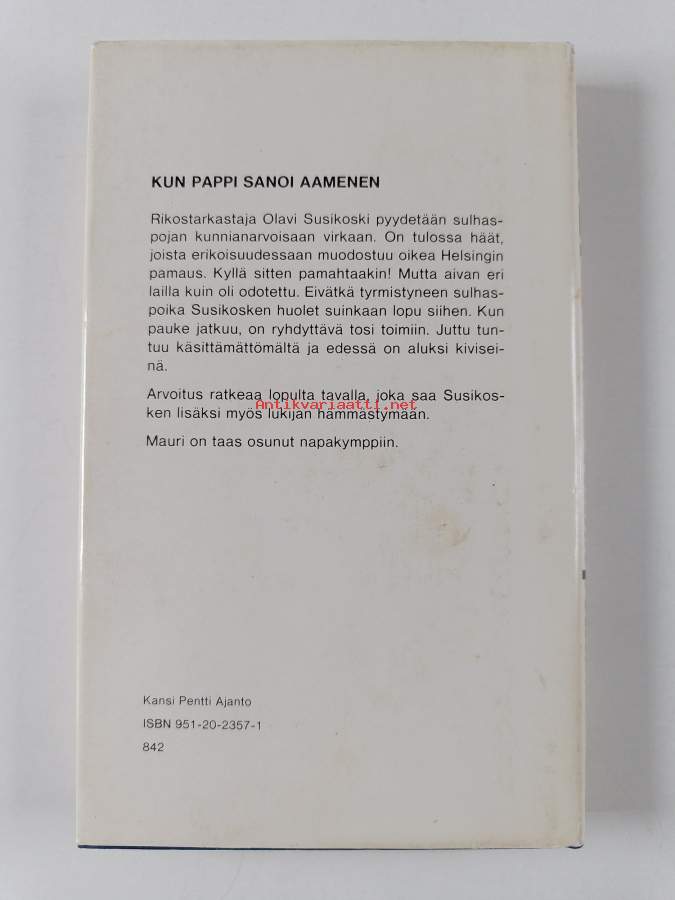 KUN PAPPI SANOI AAMENEN
Rikostarkastaja Olavi Susikoski pyydetään sulhas-
pojan kunnianarvoisaan virkaan. On tulossa häät,
joista erikoisuudessaan muodostuu oikea Helsingin
pamaus. Kyllä sitten pamahtaakin! Mutta aivan eri
lailla kuin oli odotettu. Eivätkä tyrmistyneen sulhas-
poika Susikosken huolet suinkaan lopu siihen. Kun
pauke jatkuu, on ryhdyttävä tosi toimiin. Juttu tun-
tuu käsittämättömältä ja edessä on aluksi kivisei-
nä.
Arvoitus ratkeaa lopulta tavalla, joka saa Susikos-
Antikvariaatti.net
ken lisäksi myös lukijan hämmästymään.
Mauri on taas osunut napakymppiin.
Kansi Pentti Ajanto
ISBN 951-20-2357-1
842